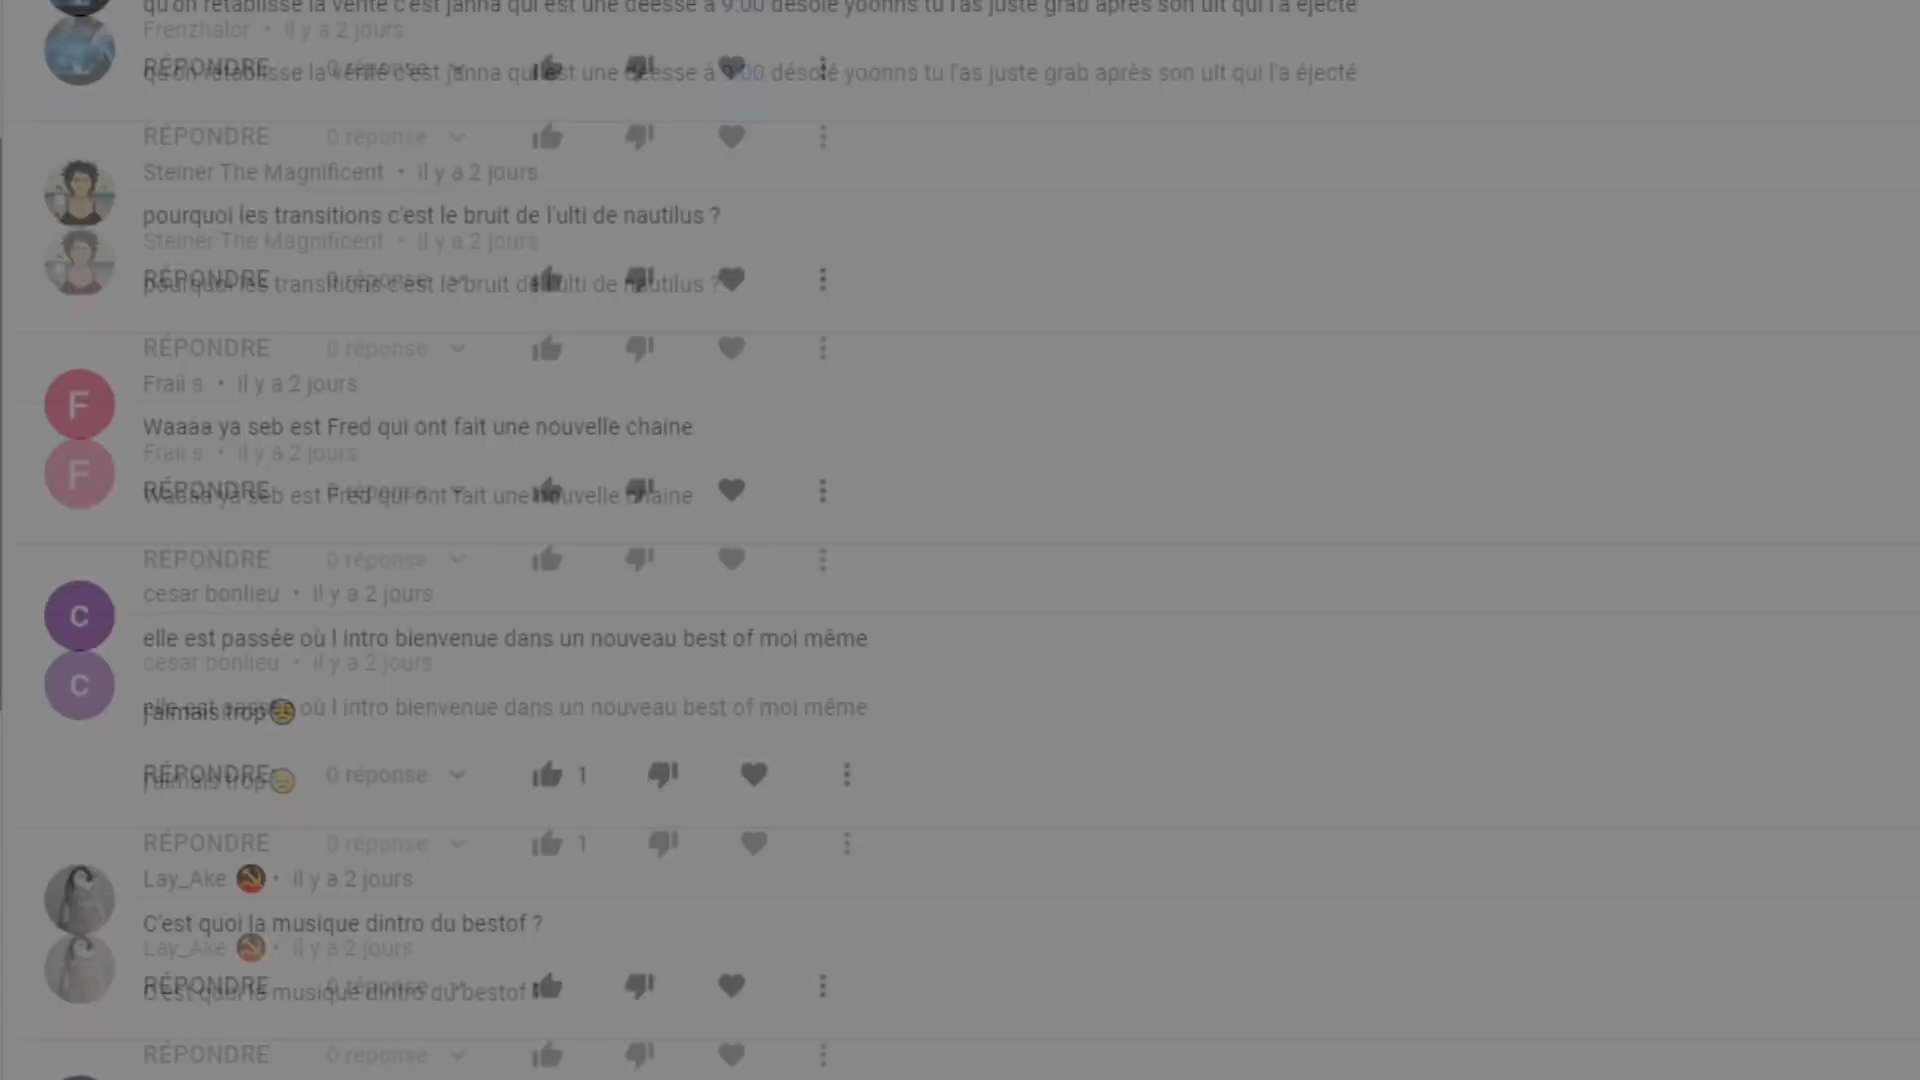 qu'on rétablisse la vérité c'est janna qui est une déesse à 9:00 désolé yoonns tu l'as juste grab après son ult qui l'a éjecté
Frenzhalor • il y a 2 jours
RÉPONDRE 0 réponse
qu'on rétablisse la vérité c'est janna qui est une déesse à 9:00 désolé yoonns tu l'as juste grab après son ult qui l'a éjecté
RÉPONDRE 0 réponse
Steiner The Magnificent • il y a 2 jours
pourquoi les transitions c'est le bruit de l'ulti de nautilus ?
Steiner The Magnificent • il y a 2 jours
RÉPONDRE 0 réponse
pourquoi les transitions c'est le bruit de l'ulti de nautilus ?
RÉPONDRE 0 réponse
F
Fraii s • il y a 2 jours
Waaaa ya seb est Fred qui ont fait une nouvelle chaine
F
Fraii s • il y a 2 jours
RÉPONDRE 0 réponse
Waaaa ya seb est Fred qui ont fait une nouvelle chaine
RÉPONDRE 0 réponse
c
cesar bonlieu • il y a 2 jours
elle est passée où l intro bienvenue dans un nouveau best of moi même
c
cesar bonlieu • il y a 2 jours
elle est passée où l intro bienvenue dans un nouveau best of moi même
j'aimais trop😞
RÉPONDRE 0 réponse 1
j'aimais trop😞
RÉPONDRE 0 réponse 1
Lay_Ake • il y a 2 jours
C'est quoi la musique dintro du bestof ?
Lay_Ake • il y a 2 jours
RÉPONDRE 0 réponse
C'est quoi la musique dintro du bestof ?
RÉPONDRE 0 réponse